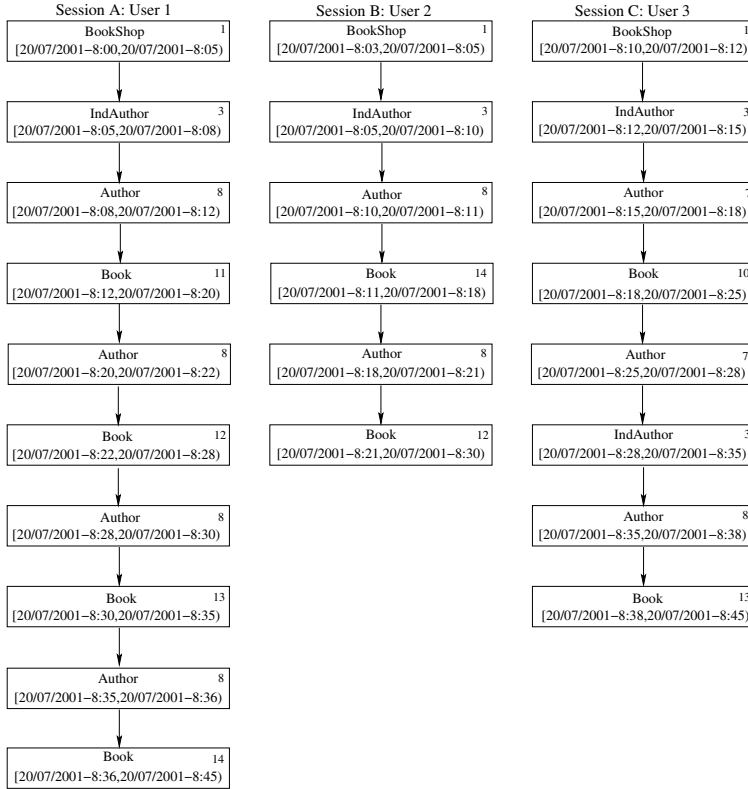 Session A: User 1
BookShop 1
[20/07/2001–8:00,20/07/2001–8:05)
IndAuthor 3
[20/07/2001–8:05,20/07/2001–8:08)
Author 8
[20/07/2001–8:08,20/07/2001–8:12)
Book 11
[20/07/2001–8:12,20/07/2001–8:20)
Author 8
[20/07/2001–8:20,20/07/2001–8:22)
Book 12
[20/07/2001–8:22,20/07/2001–8:28)
Author 8
[20/07/2001–8:28,20/07/2001–8:30)
Book 13
[20/07/2001–8:30,20/07/2001–8:35)
Author 8
[20/07/2001–8:35,20/07/2001–8:36)
Book 14
[20/07/2001–8:36,20/07/2001–8:45)
Session B: User 2
BookShop 1
[20/07/2001–8:03,20/07/2001–8:05)
IndAuthor 3
[20/07/2001–8:05,20/07/2001–8:10)
Author 8
[20/07/2001–8:10,20/07/2001–8:11)
Book 14
[20/07/2001–8:11,20/07/2001–8:18)
Author 8
[20/07/2001–8:18,20/07/2001–8:21)
Book 12
[20/07/2001–8:21,20/07/2001–8:30)
Session C: User 3
BookShop 1
[20/07/2001–8:10,20/07/2001–8:12)
IndAuthor 3
[20/07/2001–8:12,20/07/2001–8:15)
Author 7
[20/07/2001–8:15,20/07/2001–8:18)
Book 10
[20/07/2001–8:18,20/07/2001–8:25)
Author 7
[20/07/2001–8:25,20/07/2001–8:28)
IndAuthor 3
[20/07/2001–8:28,20/07/2001–8:35)
Author 8
[20/07/2001–8:35,20/07/2001–8:38)
Book 13
[20/07/2001–8:38,20/07/2001–8:45)